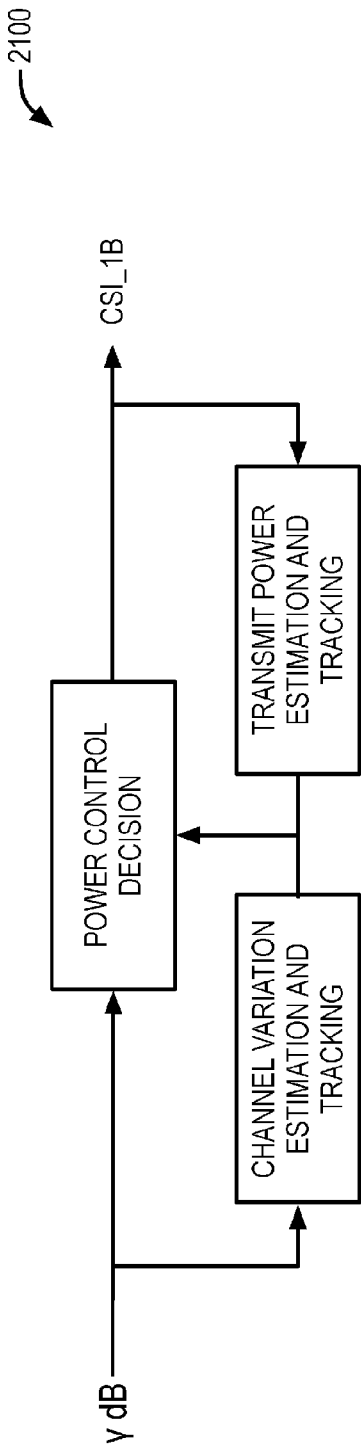 2100
γ dB
POWER CONTROL
DECISION
CSI_1B
CHANNEL VARIATION
ESTIMATION AND
TRACKING
TRANSMIT POWER
ESTIMATION AND
TRACKING